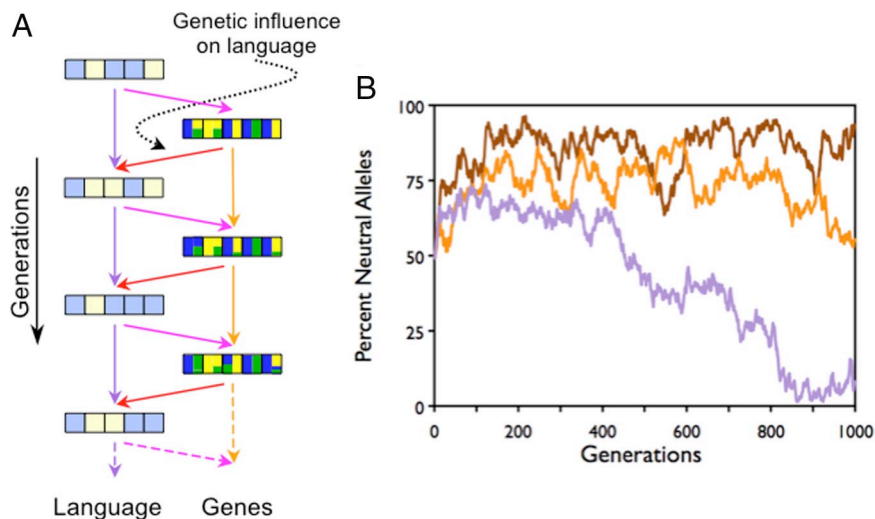 A
Genetic influence
on language
Generations
Language
Genes
B
Percent Neutral Alleles
100
75
50
25
0
0
200
400
600
800
1000
Generations